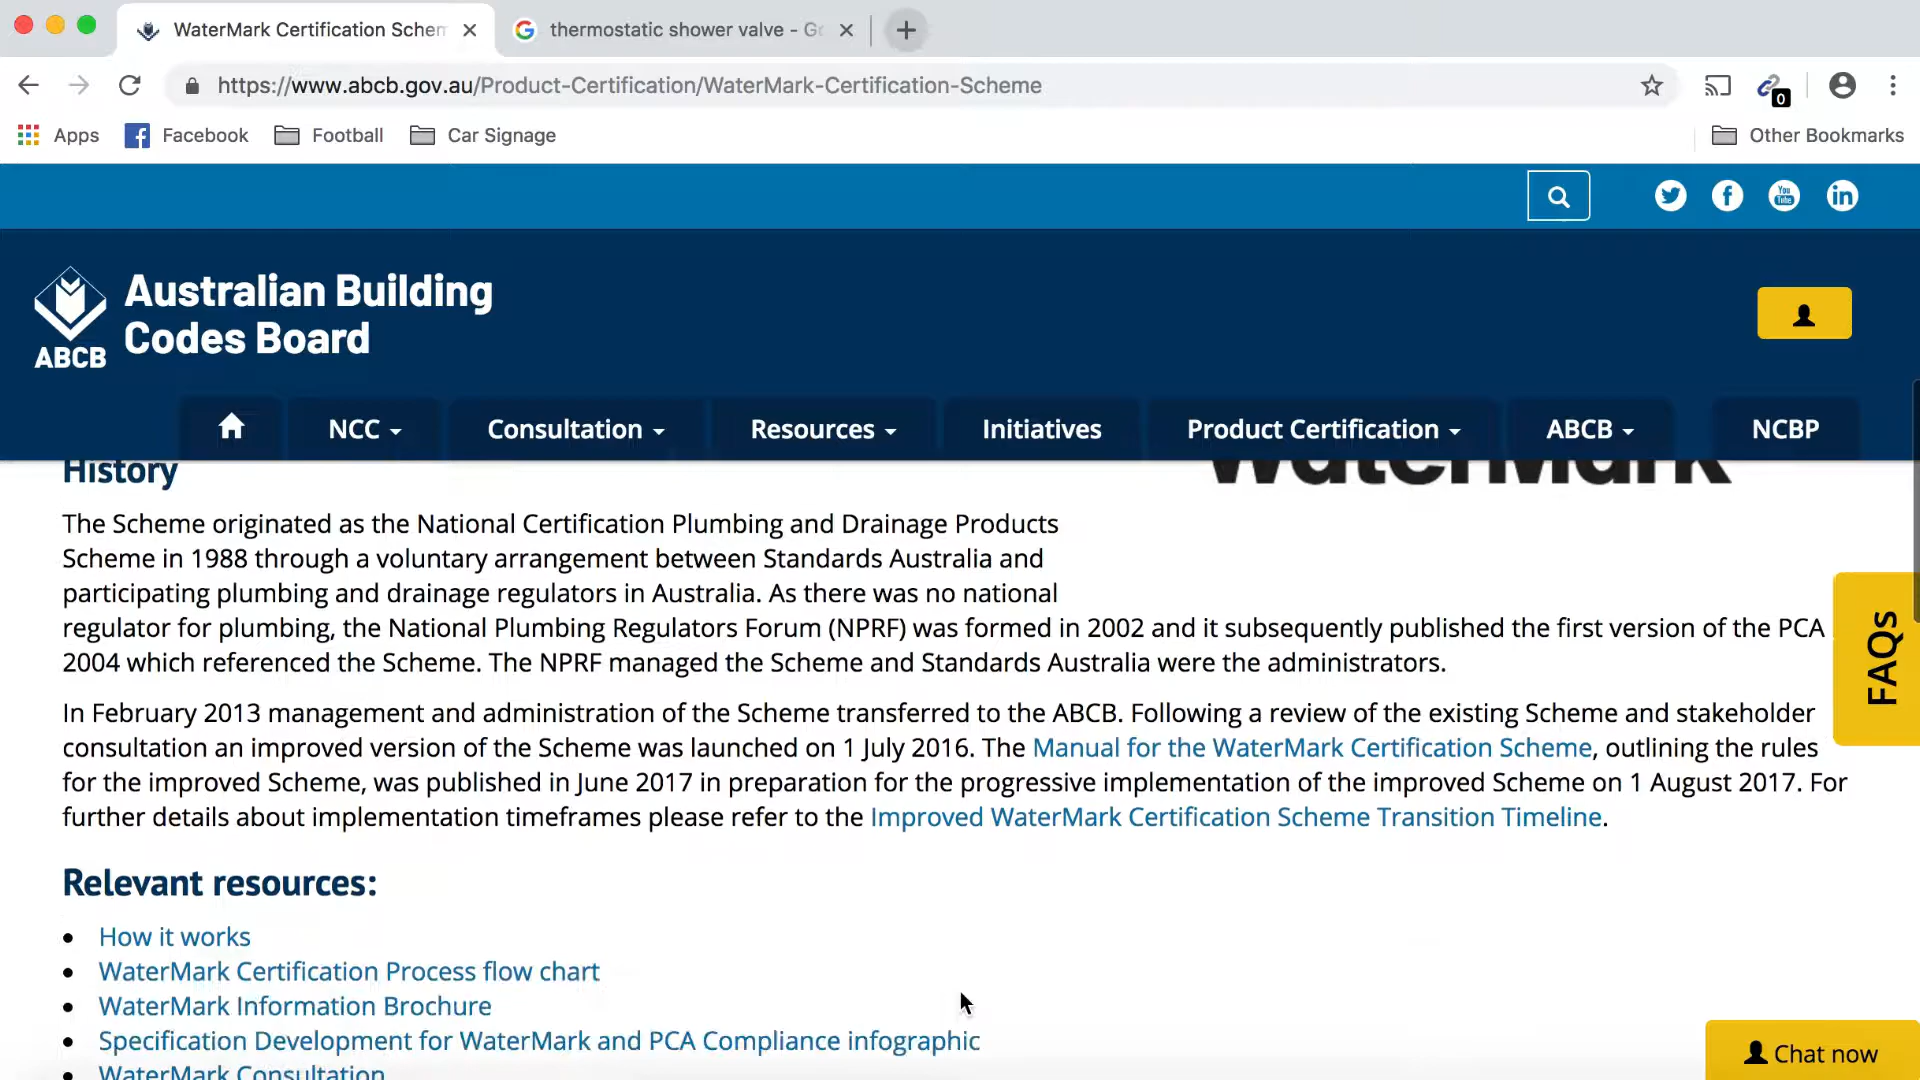 WaterMark Certification Schem
thermostatic shower valve - Go
https://www.abcb.gov.au/Product-Certification/WaterMark-Certification-Scheme
0
Apps
Facebook
Football
Car Signage
Other Bookmarks
You
Tube
ABCB
Australian Building
Codes Board
NCC
Consultation
Resources
Initiatives
Product Certification
ABCB
NCBP
History
WaterMark
The Scheme originated as the National Certification Plumbing and Drainage Products
Scheme in 1988 through a voluntary arrangement between Standards Australia and
participating plumbing and drainage regulators in Australia. As there was no national
regulator for plumbing, the National Plumbing Regulators Forum (NPRF) was formed in 2002 and it subsequently published the first version of the PCA
2004 which referenced the Scheme. The NPRF managed the Scheme and Standards Australia were the administrators.
In February 2013 management and administration of the Scheme transferred to the ABCB. Following a review of the existing Scheme and stakeholder
consultation an improved version of the Scheme was launched on 1 July 2016. The Manual for the WaterMark Certification Scheme, outlining the rules
for the improved Scheme, was published in June 2017 in preparation for the progressive implementation of the improved Scheme on 1 August 2017. For
further details about implementation timeframes please refer to the Improved WaterMark Certification Scheme Transition Timeline.
FAQs
Relevant resources:
How it works
WaterMark Certification Process flow chart
WaterMark Information Brochure
Specification Development for WaterMark and PCA Compliance infographic
WaterMark Consultation
Chat now